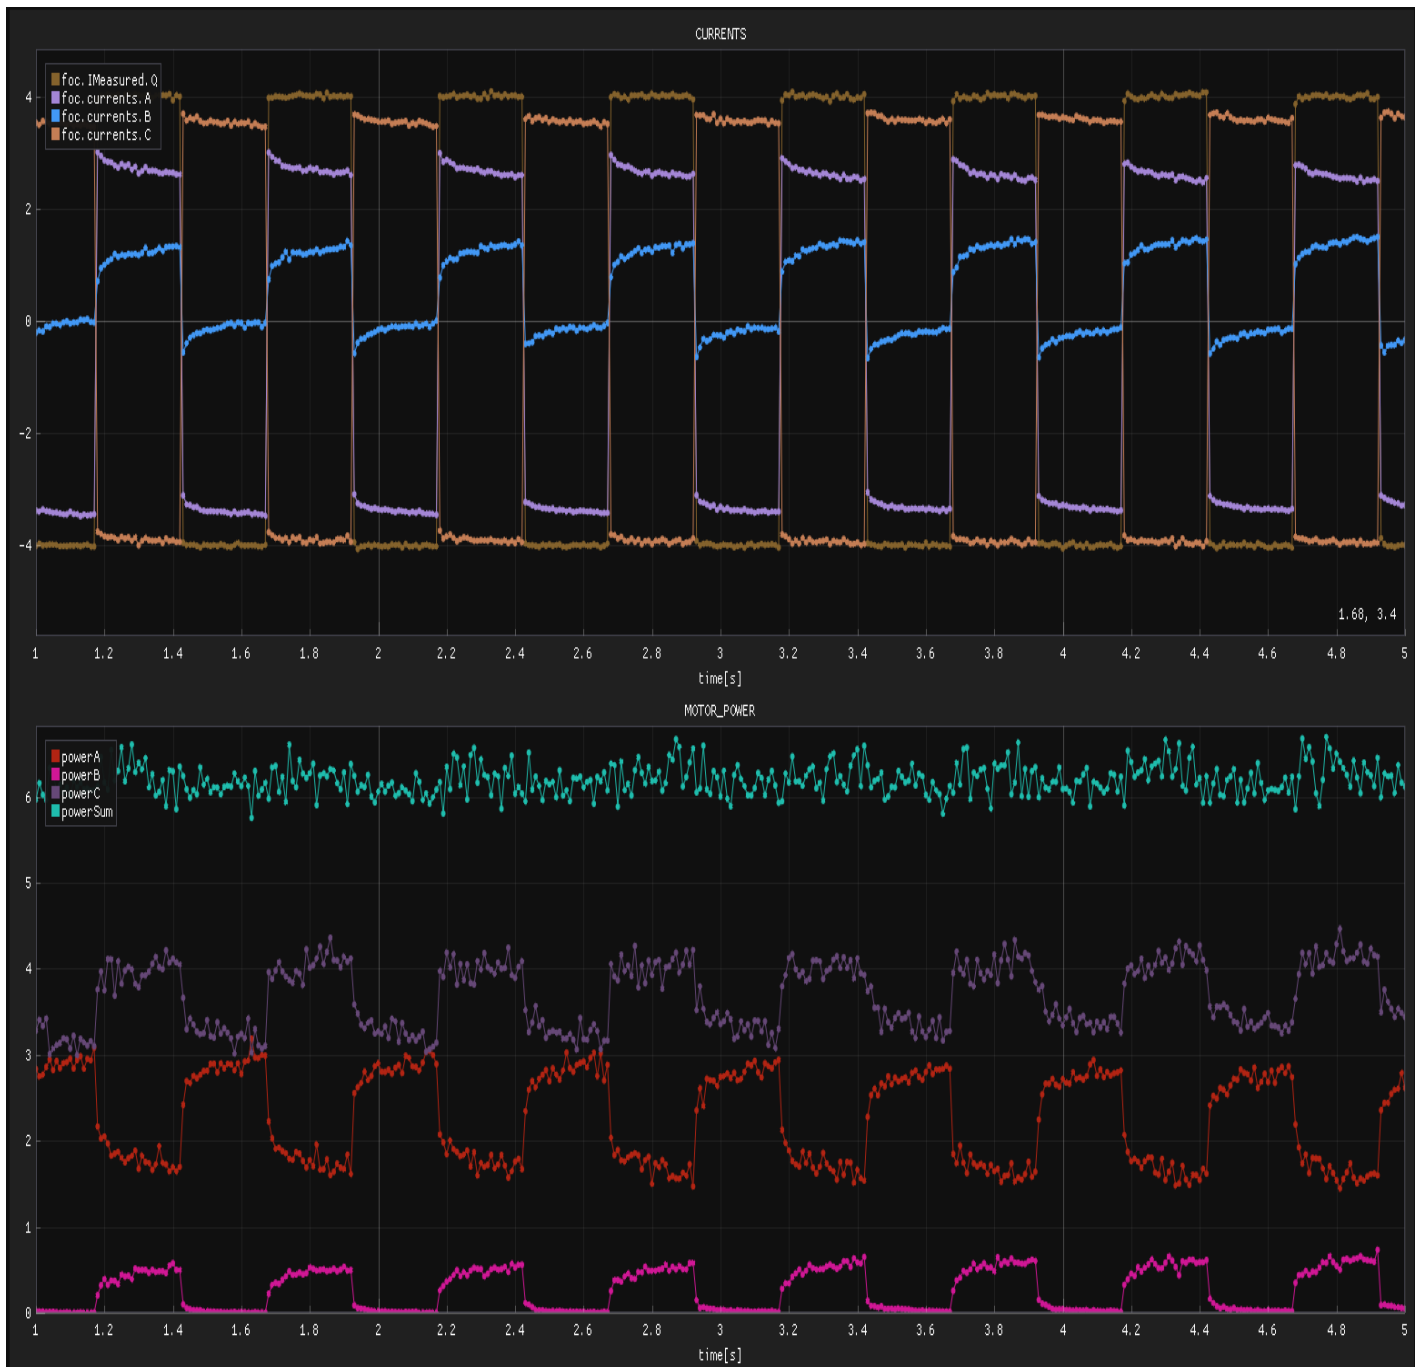 CURRENTS
foc.IMeasured.Q
foc.currents.A
foc.currents.B
foc.currents.C
4
2
0
-2
-4
1.68, 3.4
1 1.2 1.4 1.6 1.8 2 2.2 2.4 2.6 2.8 3 3.2 3.4 3.6 3.8 4 4.2 4.4 4.6 4.8 5
time[s]
MOTOR_POWER
powerA
powerB
powerC
powerSum
6
5
4
3
2
1
0
1 1.2 1.4 1.6 1.8 2 2.2 2.4 2.6 2.8 3 3.2 3.4 3.6 3.8 4 4.2 4.4 4.6 4.8 5
time[s]